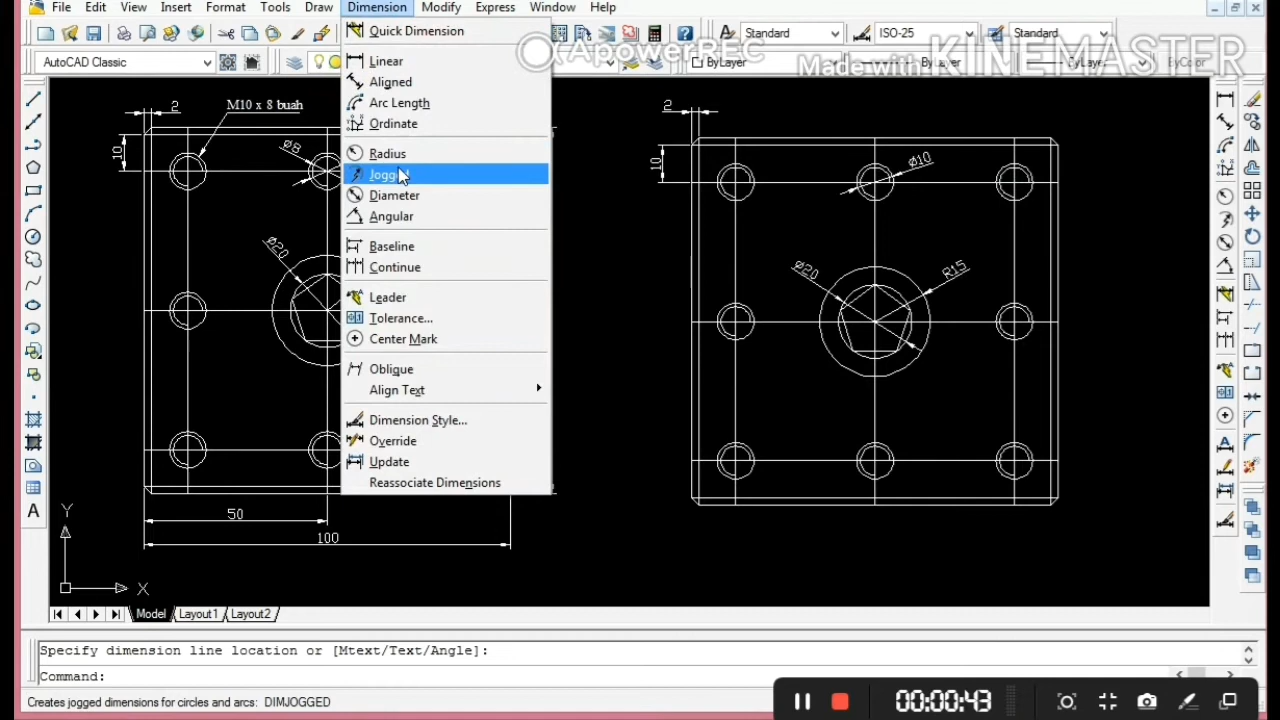 File Edit View Insert Format Tools Draw Dimension Modify Express Window Help
Standard ISO-25 Standard
ApowerREC
Made with KINEMASTER
AutoCAD Classic ByLayer ByLayer ByColor
Quick Dimension
Linear
Aligned
Arc Length
Ordinate
Radius
Jogged
Diameter
Angular
Baseline
Continue
Leader
Tolerance...
Center Mark
Oblique
Align Text
Dimension Style...
Override
Update
Reassociate Dimensions
2
M10 x 8 buah
10
Ø8
Ø20
50
100
2
10
Ø10
Ø20
R15
Y
X
A
Model Layout1 Layout2
Specify dimension line location or [Mtext/Text/Angle]:
Command:
Creates jogged dimensions for circles and arcs: DIMJOGGED
00:00:43